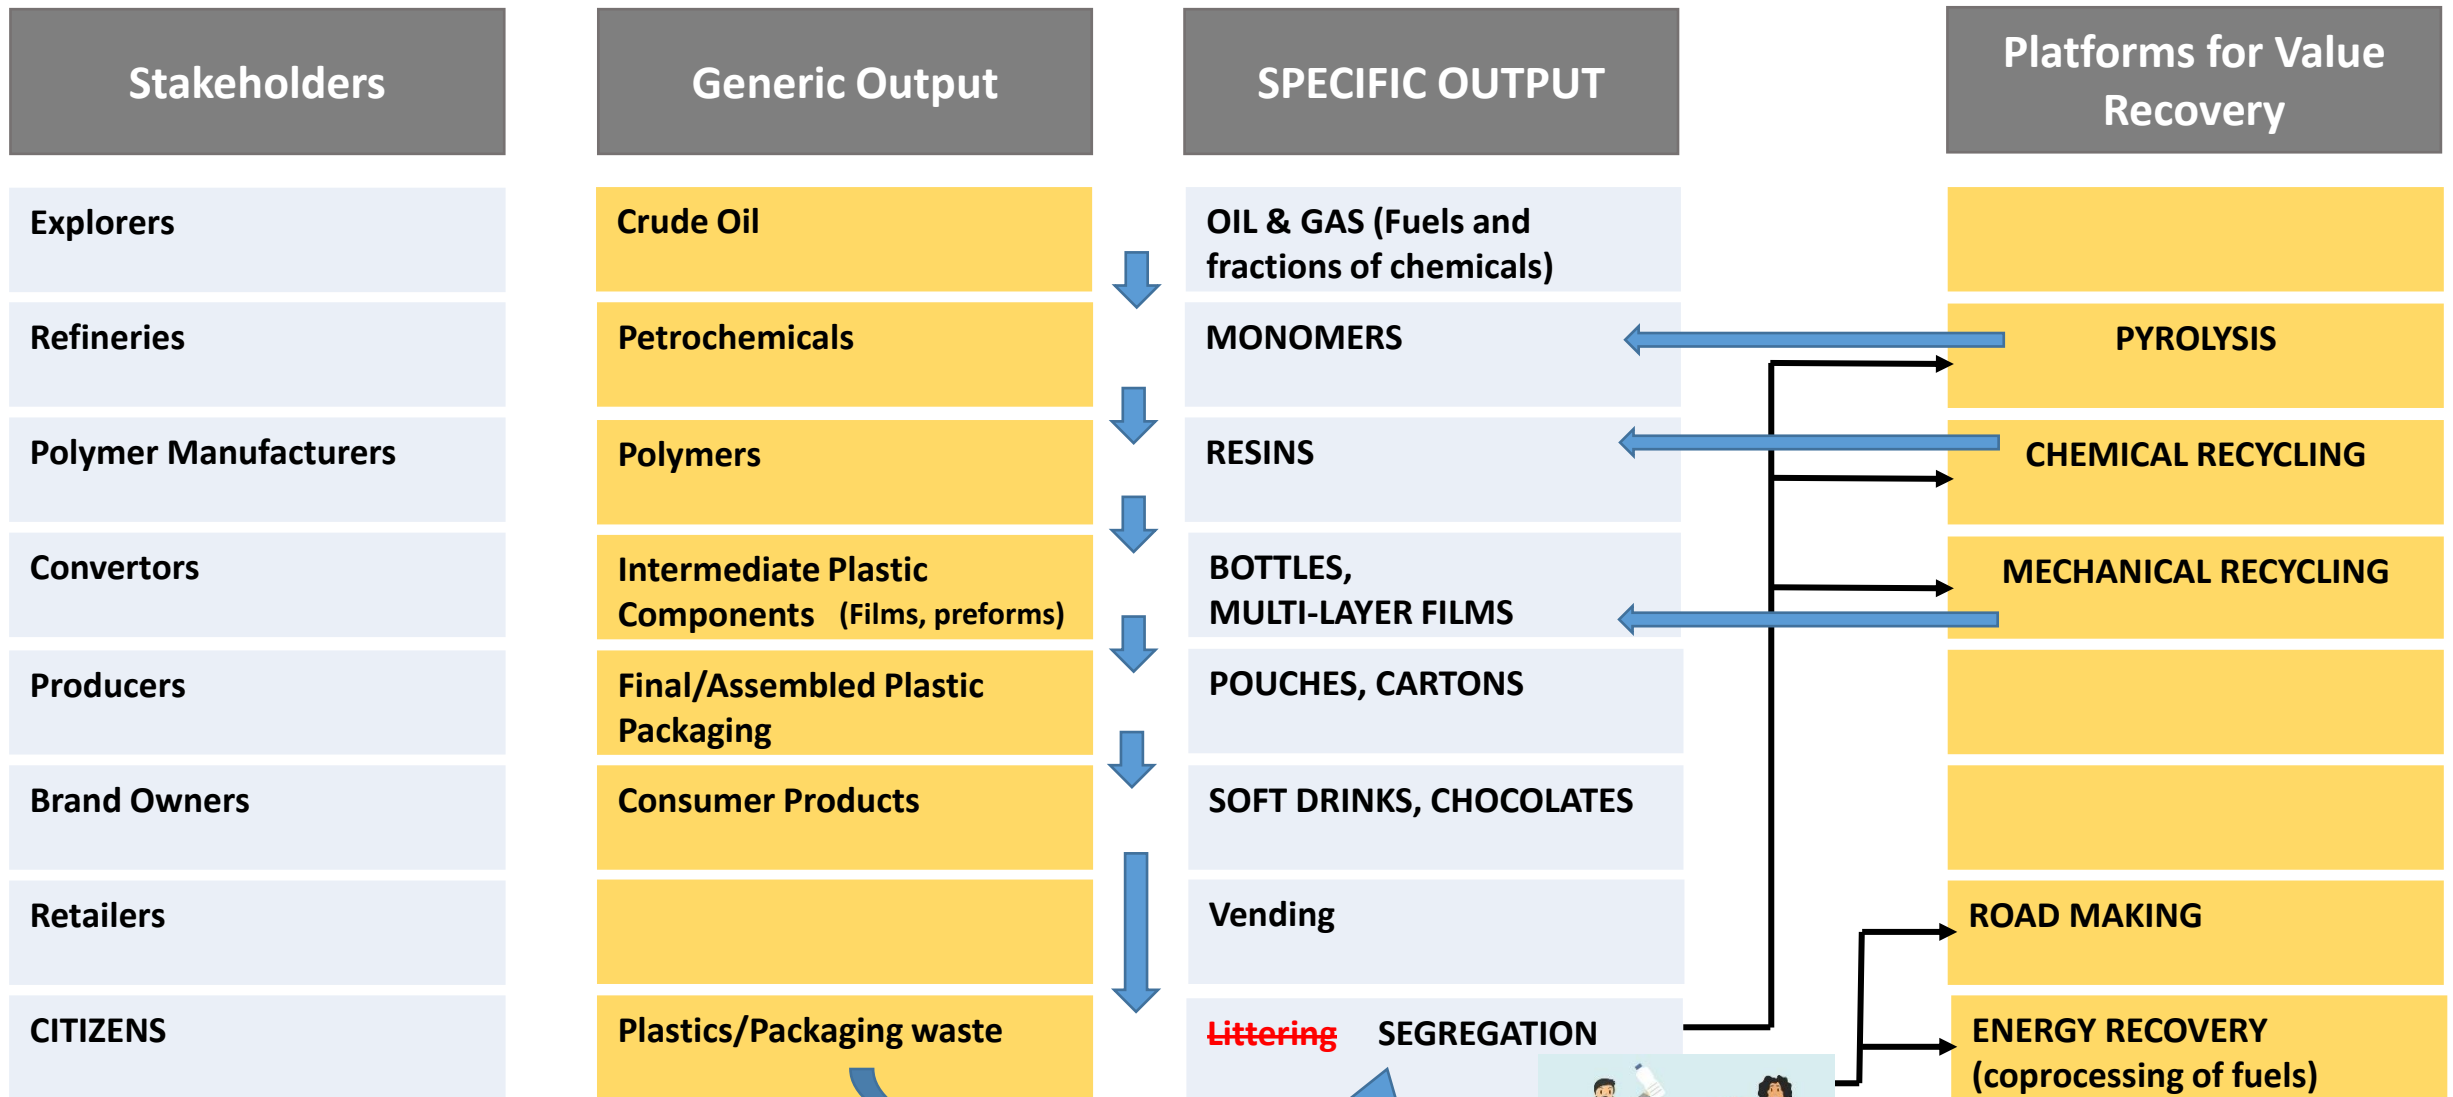 Stakeholders
Generic Output
SPECIFIC OUTPUT
Platforms for Value
Recovery
Explorers
Crude Oil
OIL & GAS (Fuels and
fractions of chemicals)
Refineries
Petrochemicals
MONOMERS
PYROLYSIS
Polymer Manufacturers
Polymers
RESINS
CHEMICAL RECYCLING
Convertors
Intermediate Plastic
Components (Films, preforms)
BOTTLES,
MULTI-LAYER FILMS
MECHANICAL RECYCLING
Producers
Final/Assembled Plastic
Packaging
POUCHES, CARTONS
Brand Owners
Consumer Products
SOFT DRINKS, CHOCOLATES
Retailers
Vending
ROAD MAKING
CITIZENS
Plastics/Packaging waste
Littering SEGREGATION
ENERGY RECOVERY
(coprocessing of fuels)